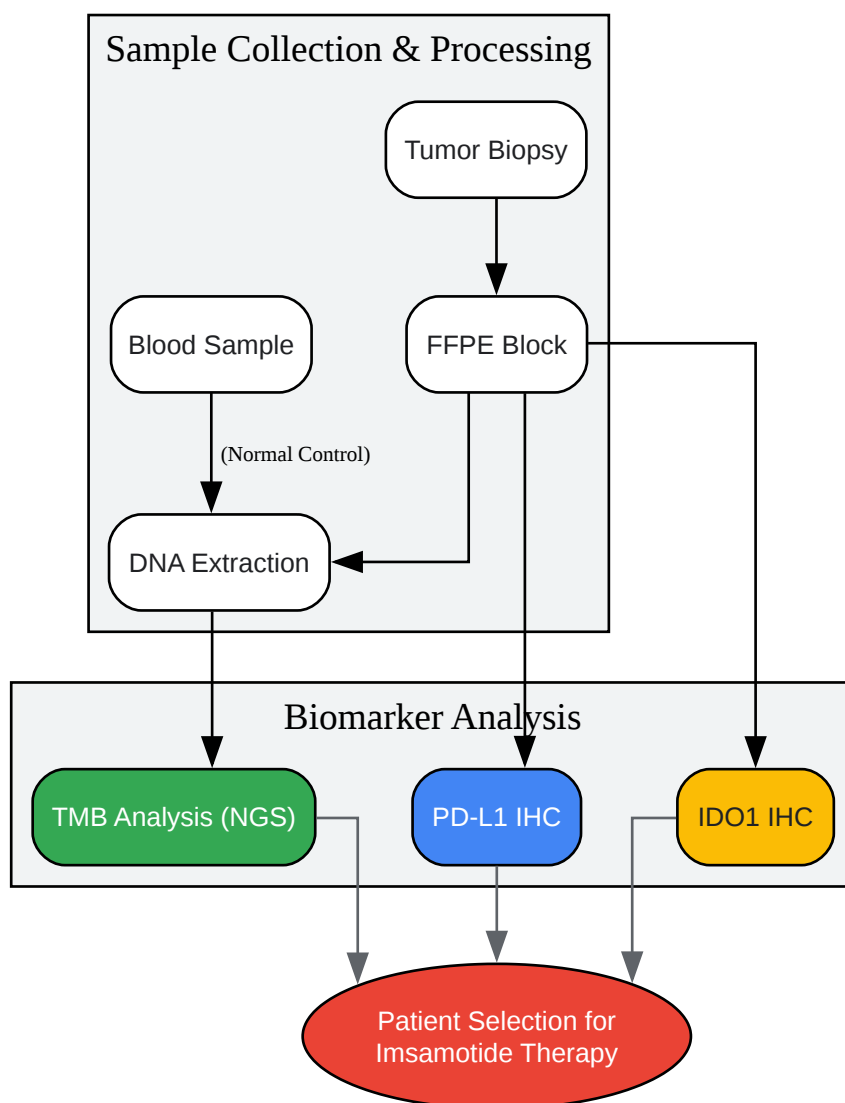 Sample Collection & Processing
Tumor Biopsy
Blood Sample
FFPE Block
(Normal Control)
DNA Extraction
Biomarker Analysis
TMB Analysis (NGS)
PD-L1 IHC
IDO1 IHC
Patient Selection for
Imsamotide Therapy